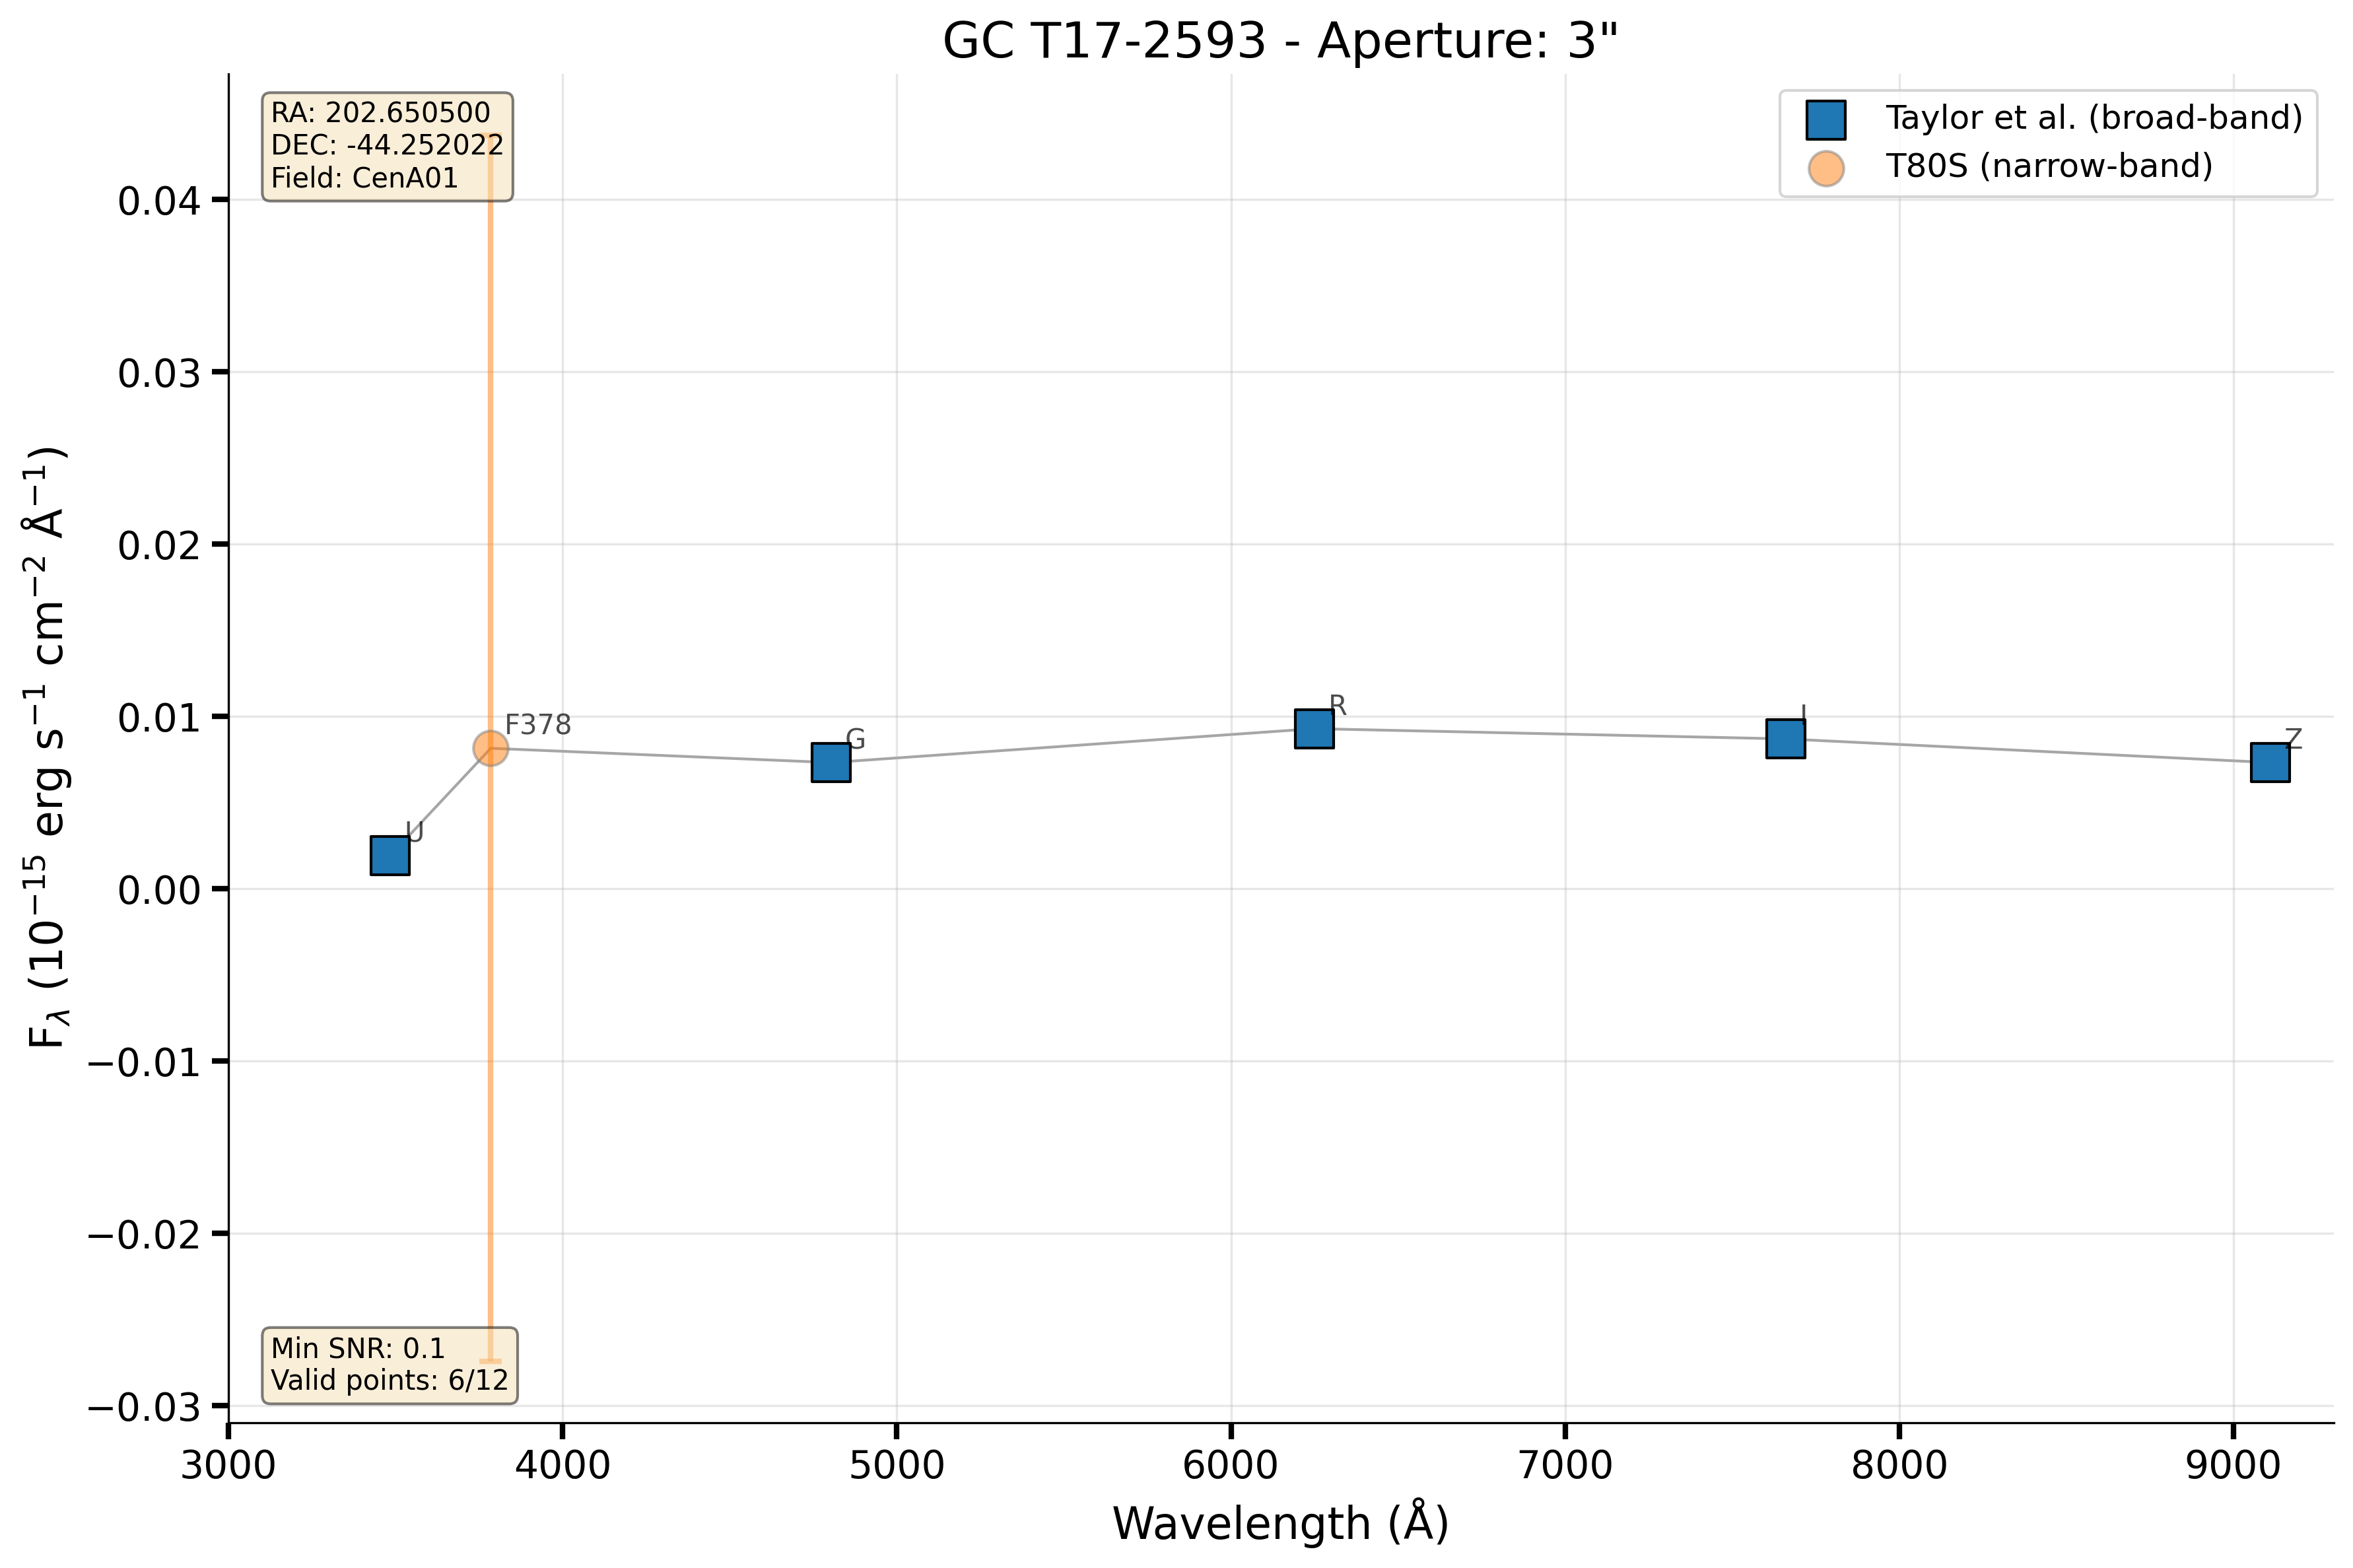 GC T17-2593 - Aperture: 3"
RA: 202.650500
DEC: -44.252022
Field: CenA01
Taylor et al. (broad-band)
T80S (narrow-band)
0.04
0.03
0.02
0.01
0.00
−0.01
−0.02
−0.03
F_λ (10⁻¹⁵ erg s⁻¹ cm⁻² Å⁻¹)
U
F378
G
R
I
Z
Min SNR: 0.1
Valid points: 6/12
3000 4000 5000 6000 7000 8000 9000
Wavelength (Å)